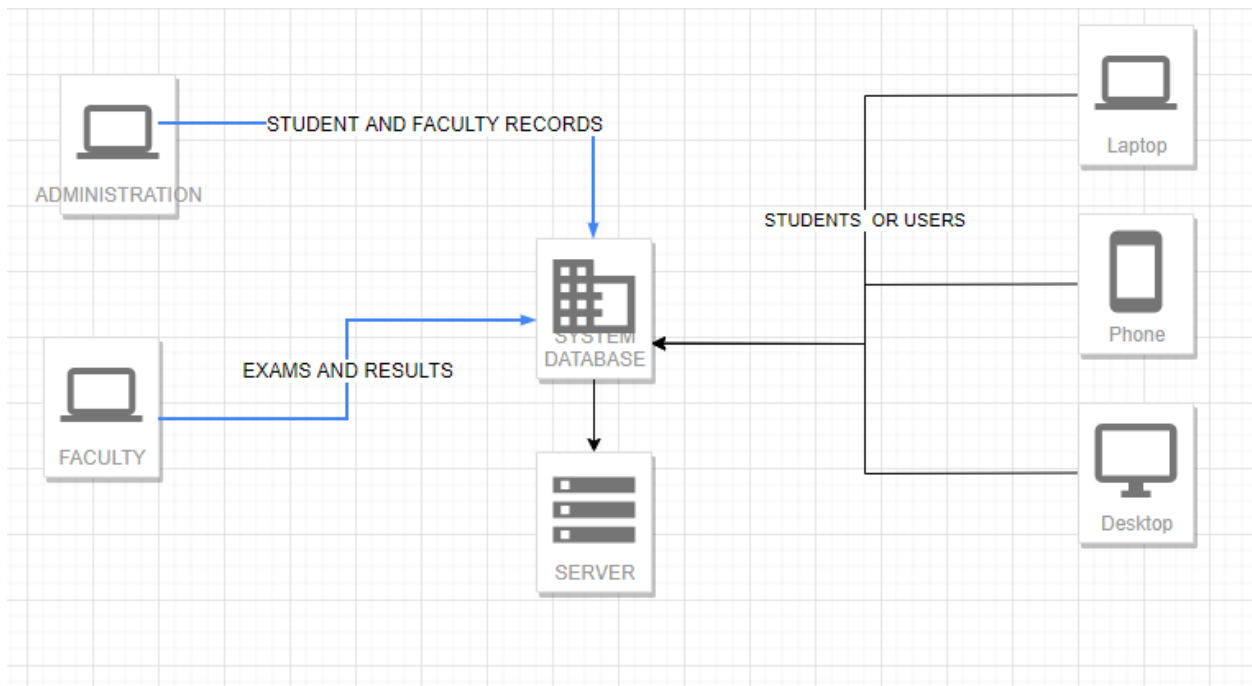 Laptop
STUDENT AND FACULTY RECORDS
ADMINISTRATION
STUDENTS OR USERS
Phone
SYSTEM
DATABASE
EXAMS AND RESULTS
FACULTY
Desktop
SERVER